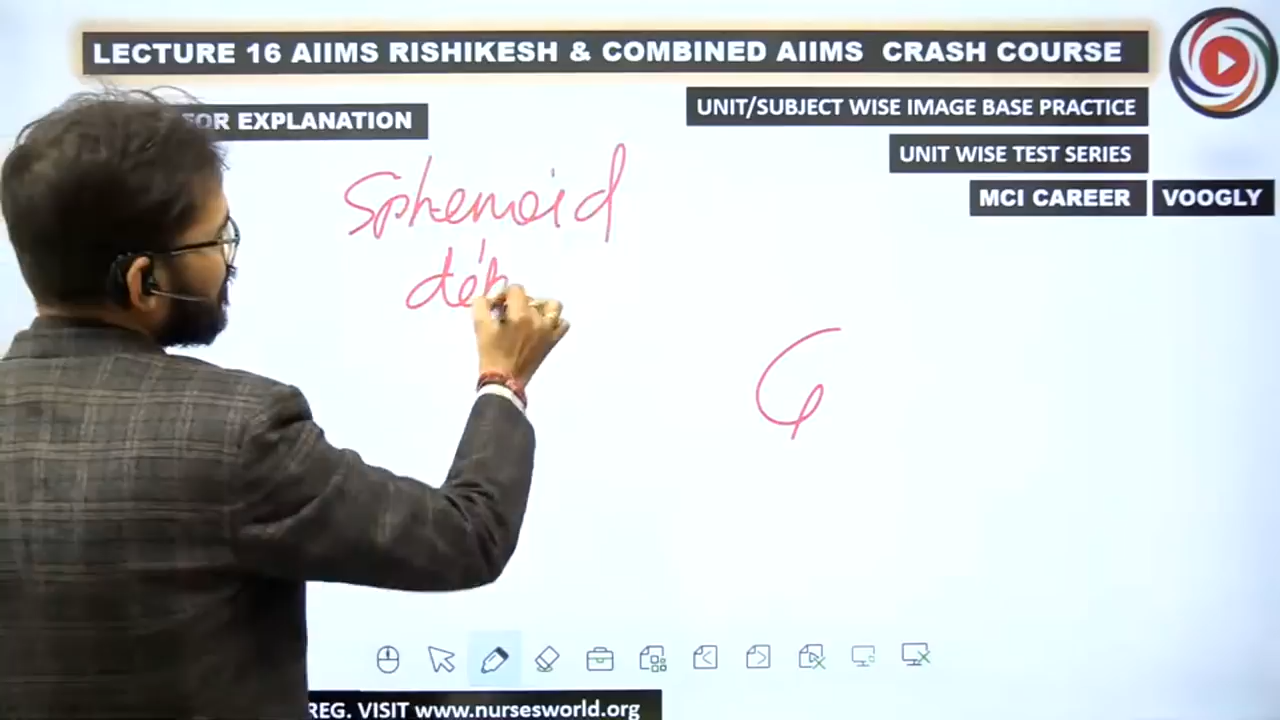 LECTURE 16 AIIMS RISHIKESH & COMBINED AIIMS CRASH COURSE
FOR EXPLANATION
UNIT/SUBJECT WISE IMAGE BASE PRACTICE
UNIT WISE TEST SERIES
MCI CAREER
VOOGLY
Sphenoid
REG. VISIT www.nursesworld.org